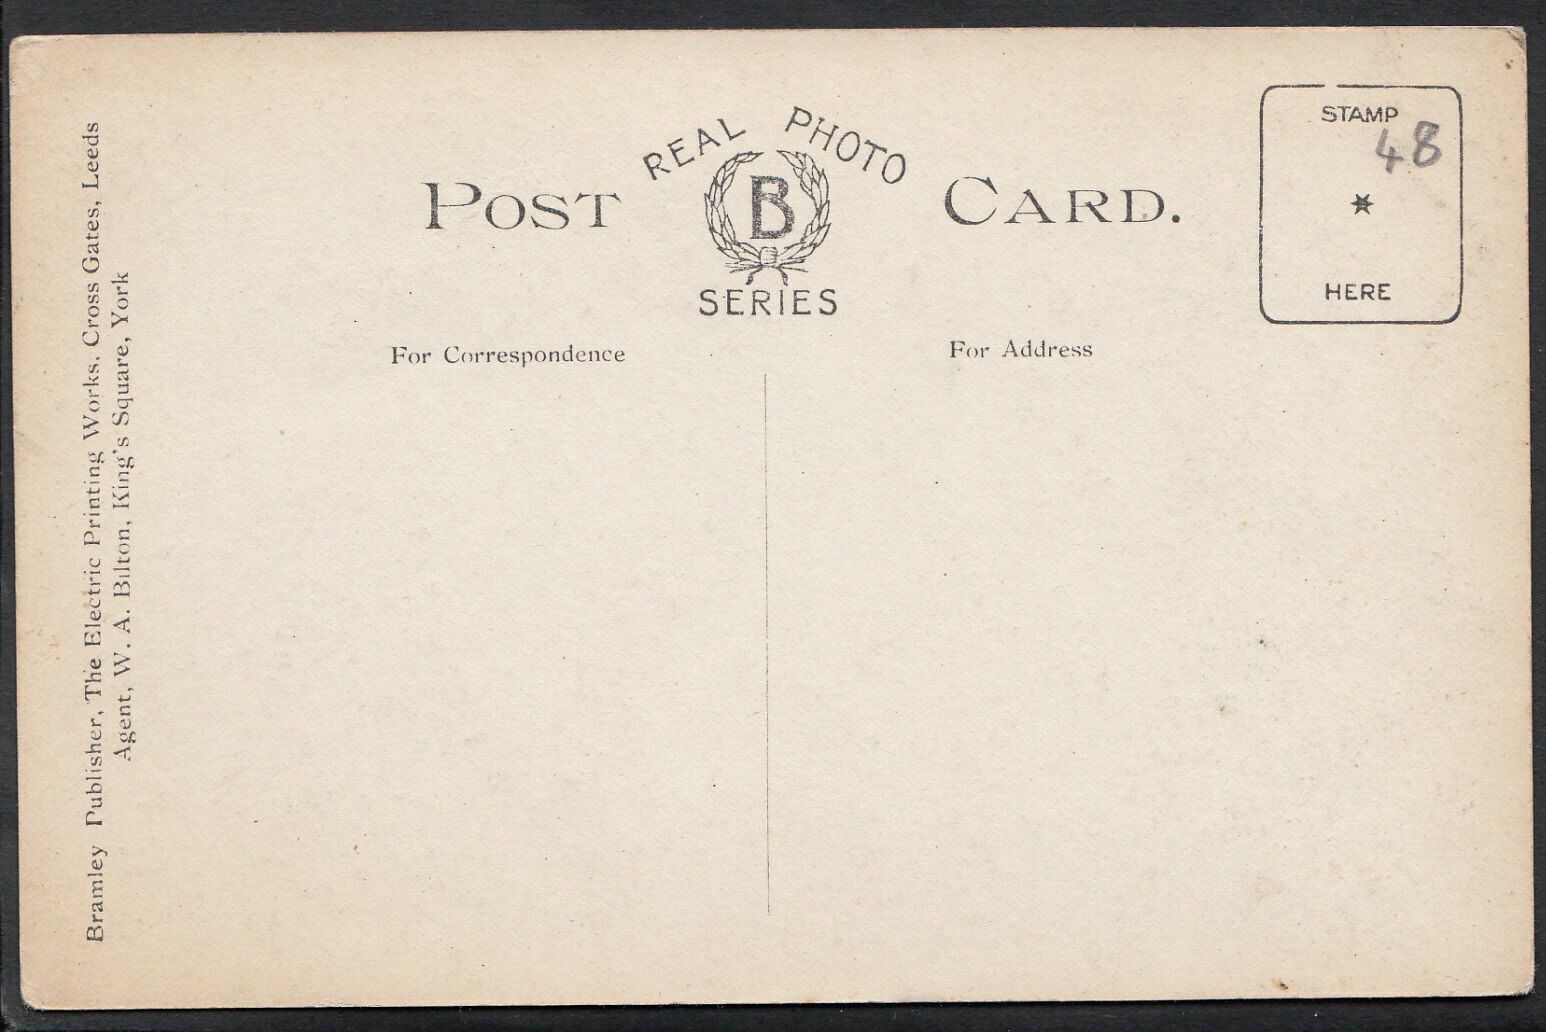 REAL PHOTO
POST B CARD.
SERIES
STAMP
48
*
HERE
For Correspondence
For Address
Bramley Publisher, The Electric Printing Works, Cross Gates, Leeds
Agent, W. A. Bilton, King's Square, York